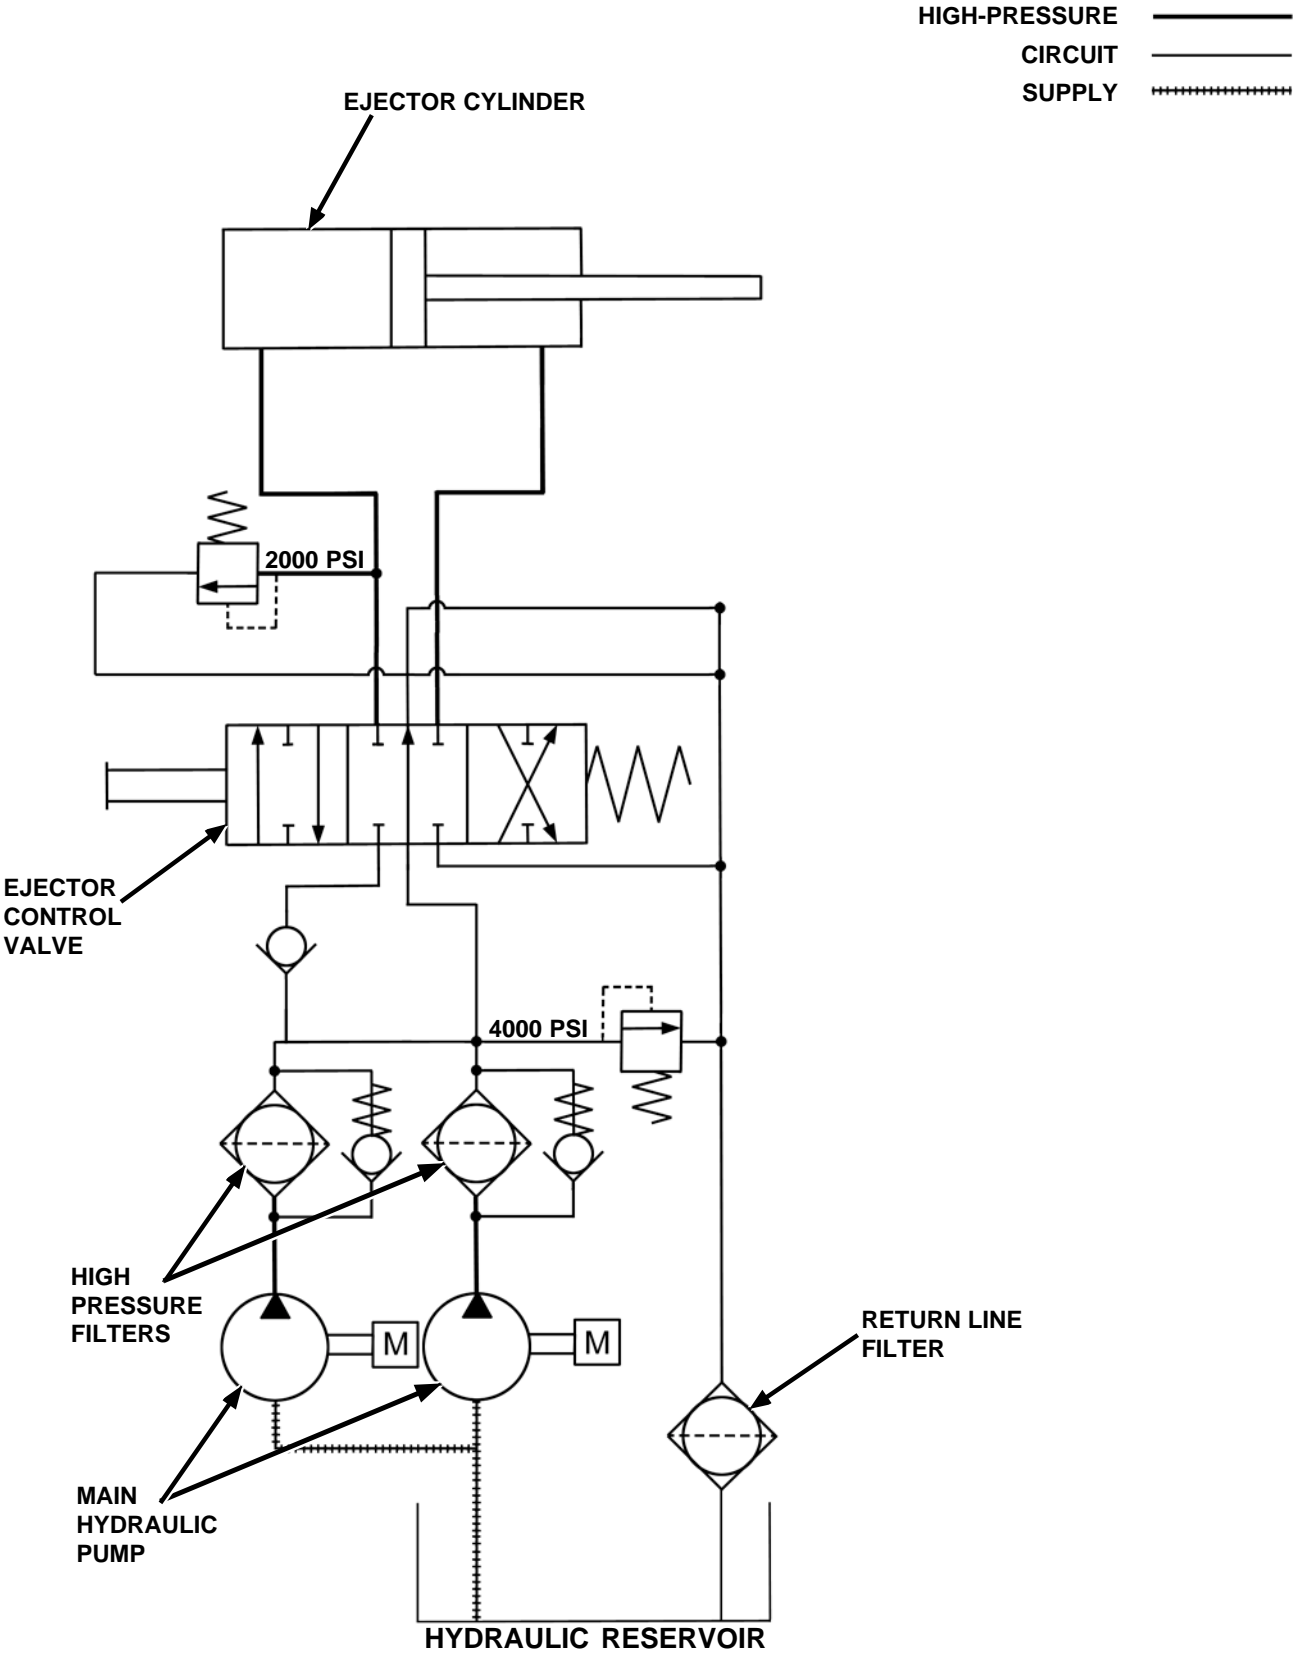 HIGH-PRESSURE
CIRCUIT
SUPPLY
EJECTOR CYLINDER
2000 PSI
EJECTOR
CONTROL
VALVE
4000 PSI
HIGH
PRESSURE
FILTERS
M
M
RETURN LINE
FILTER
MAIN
HYDRAULIC
PUMP
HYDRAULIC RESERVOIR